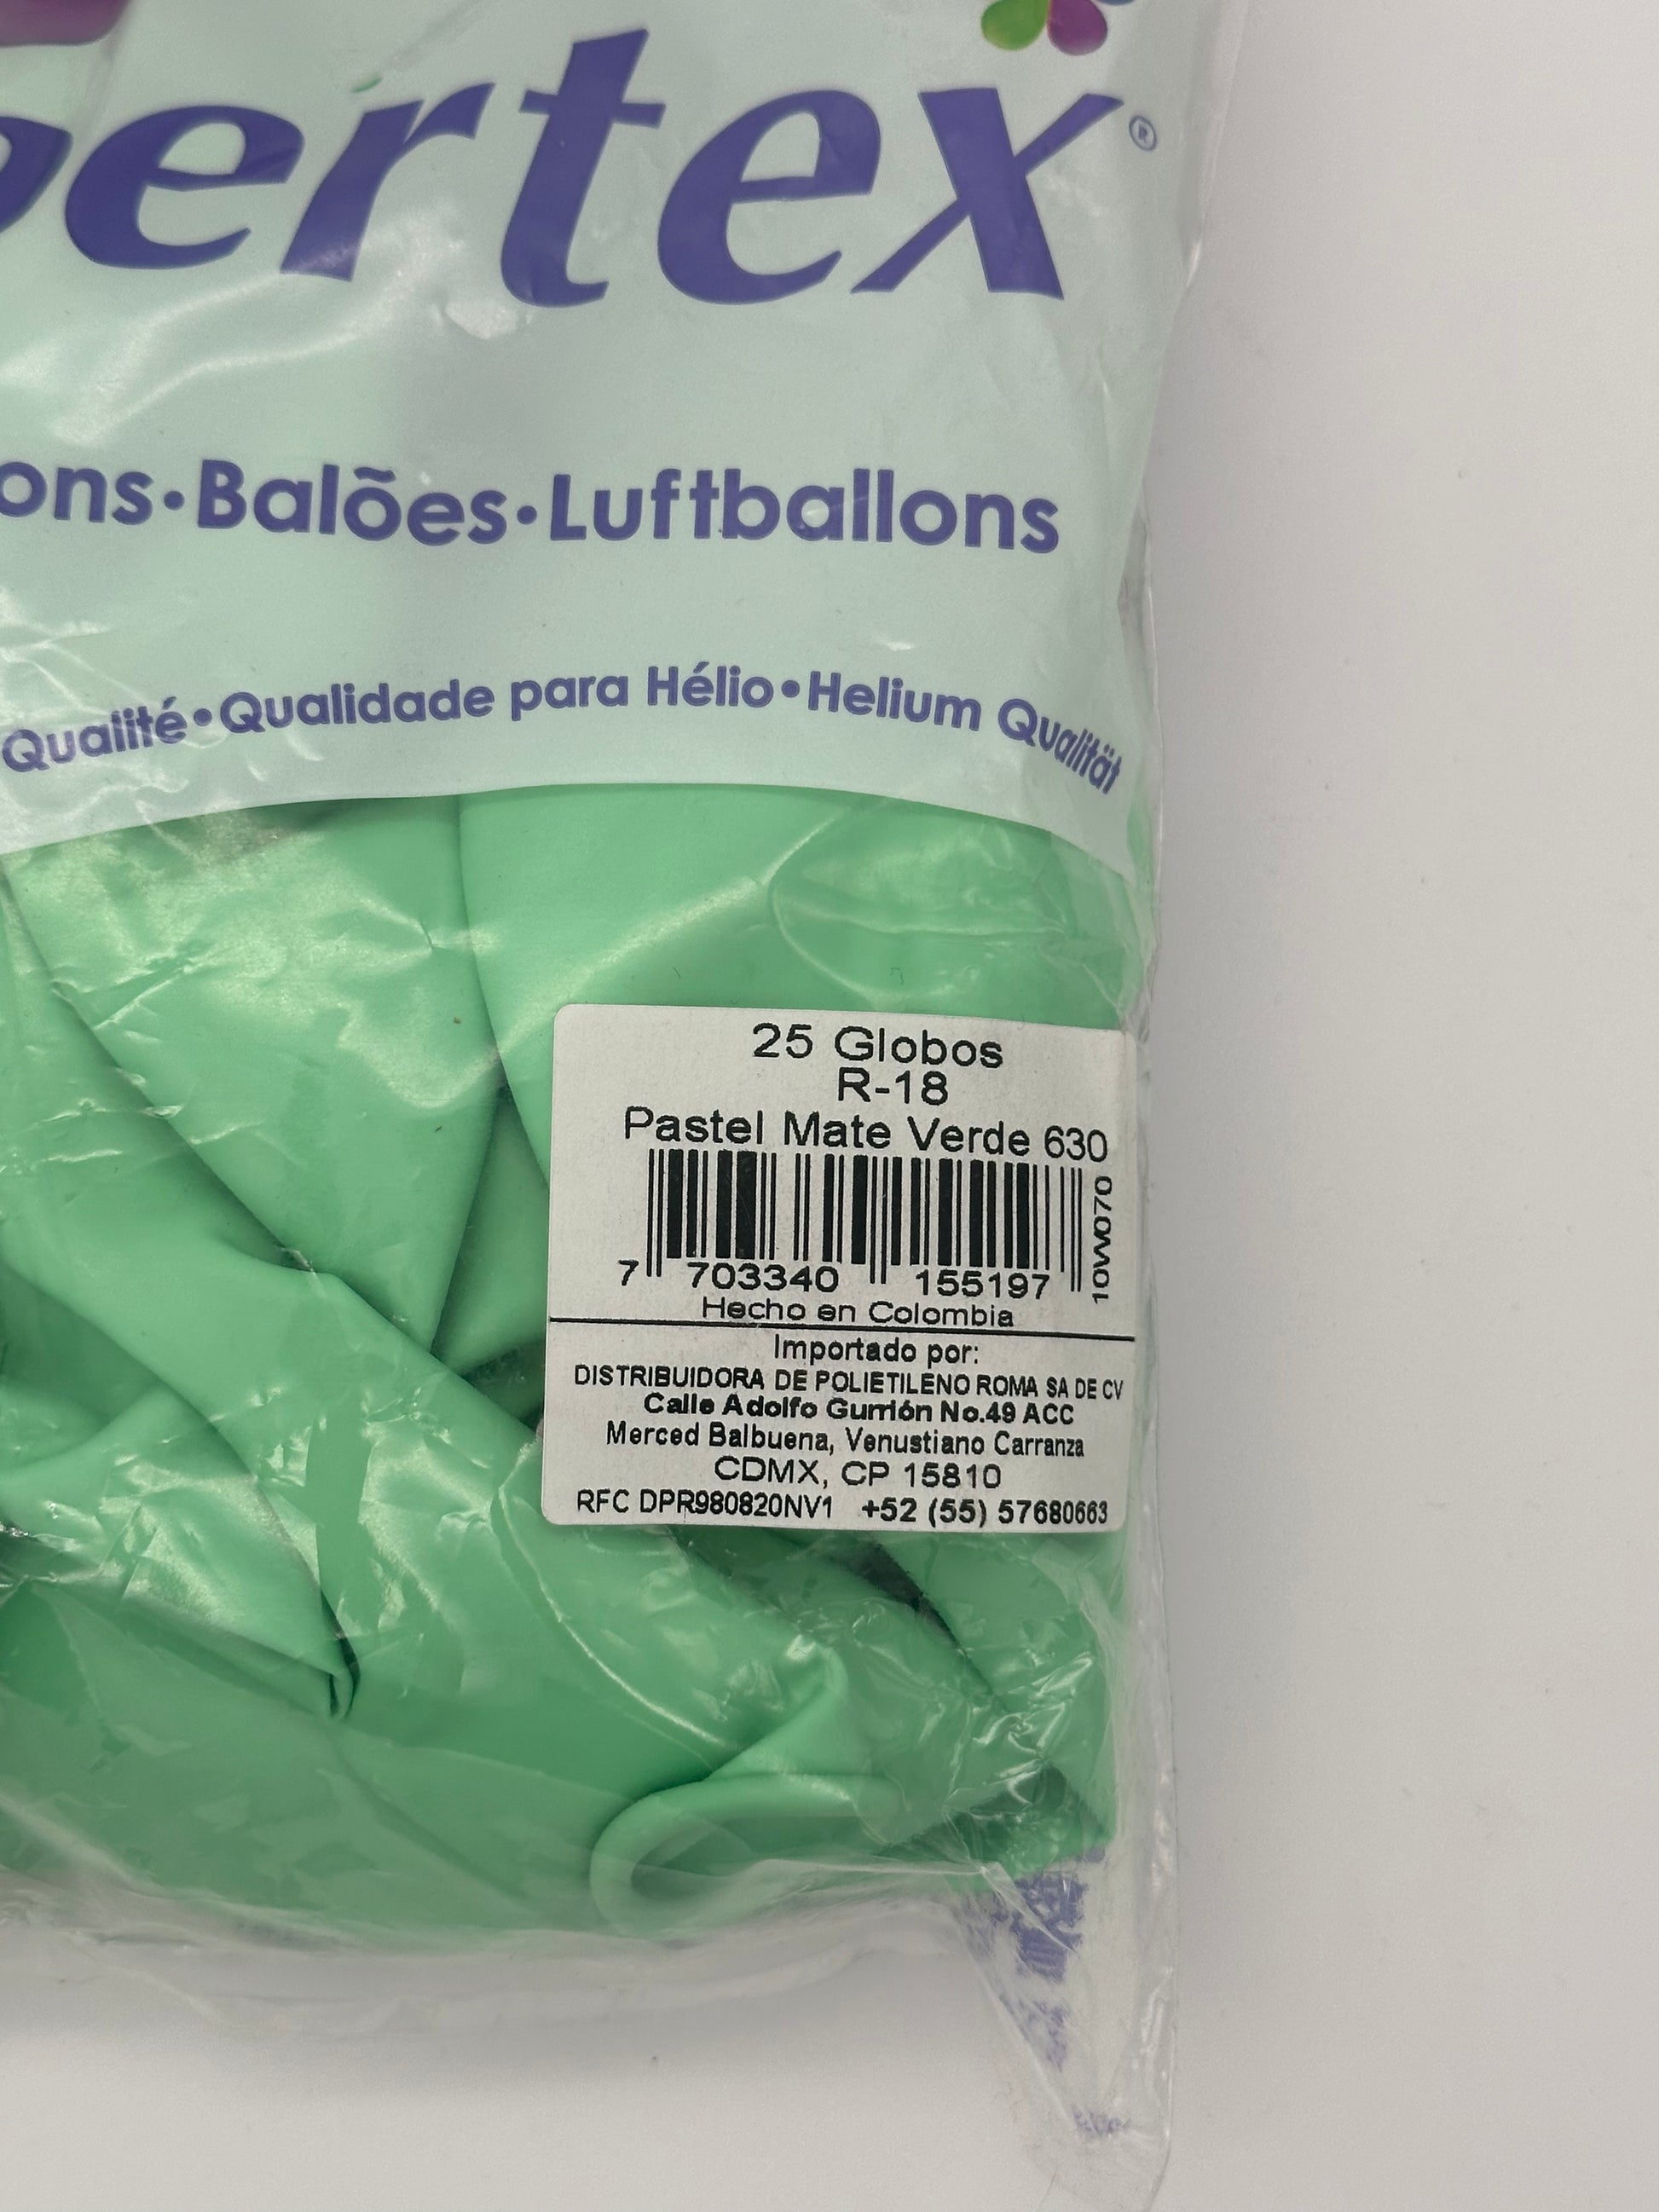 pertex®
ons•Balões•Luftballons
Qualité•Qualidade para Hélio•Helium Qualität
25 Globos
R-18
Pastel Mate Verde 630
10W070
7 703340 155197
Hecho en Colombia
Importado por:
DISTRIBUIDORA DE POLIETILENO ROMA SA DE CV
Calle Adolfo Gurrión No.49 ACC
Merced Balbuena, Venustiano Carranza
CDMX, CP 15810
RFC DPR980820NV1 +52 (55) 57680663